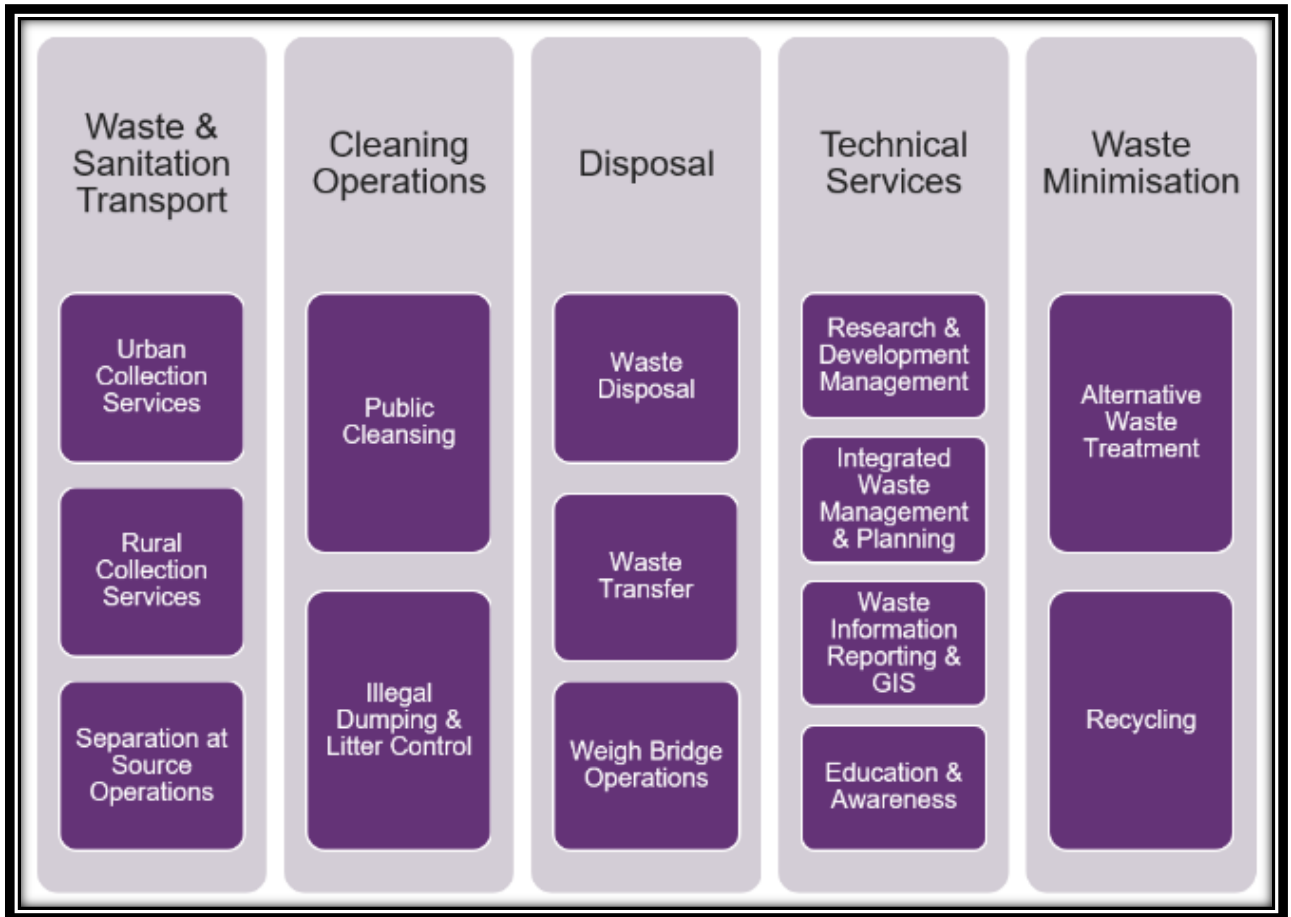 Waste &
Sanitation
Transport
Urban
Collection
Services
Rural
Collection
Services
Separation at
Source
Operations
Cleaning
Operations
Public
Cleansing
Illegal
Dumping &
Litter Control
Disposal
Waste
Disposal
Waste
Transfer
Weigh Bridge
Operations
Technical
Services
Research &
Development
Management
Integrated
Waste
Management
& Planning
Waste
Information
Reporting &
GIS
Education &
Awareness
Waste
Minimisation
Alternative
Waste
Treatment
Recycling